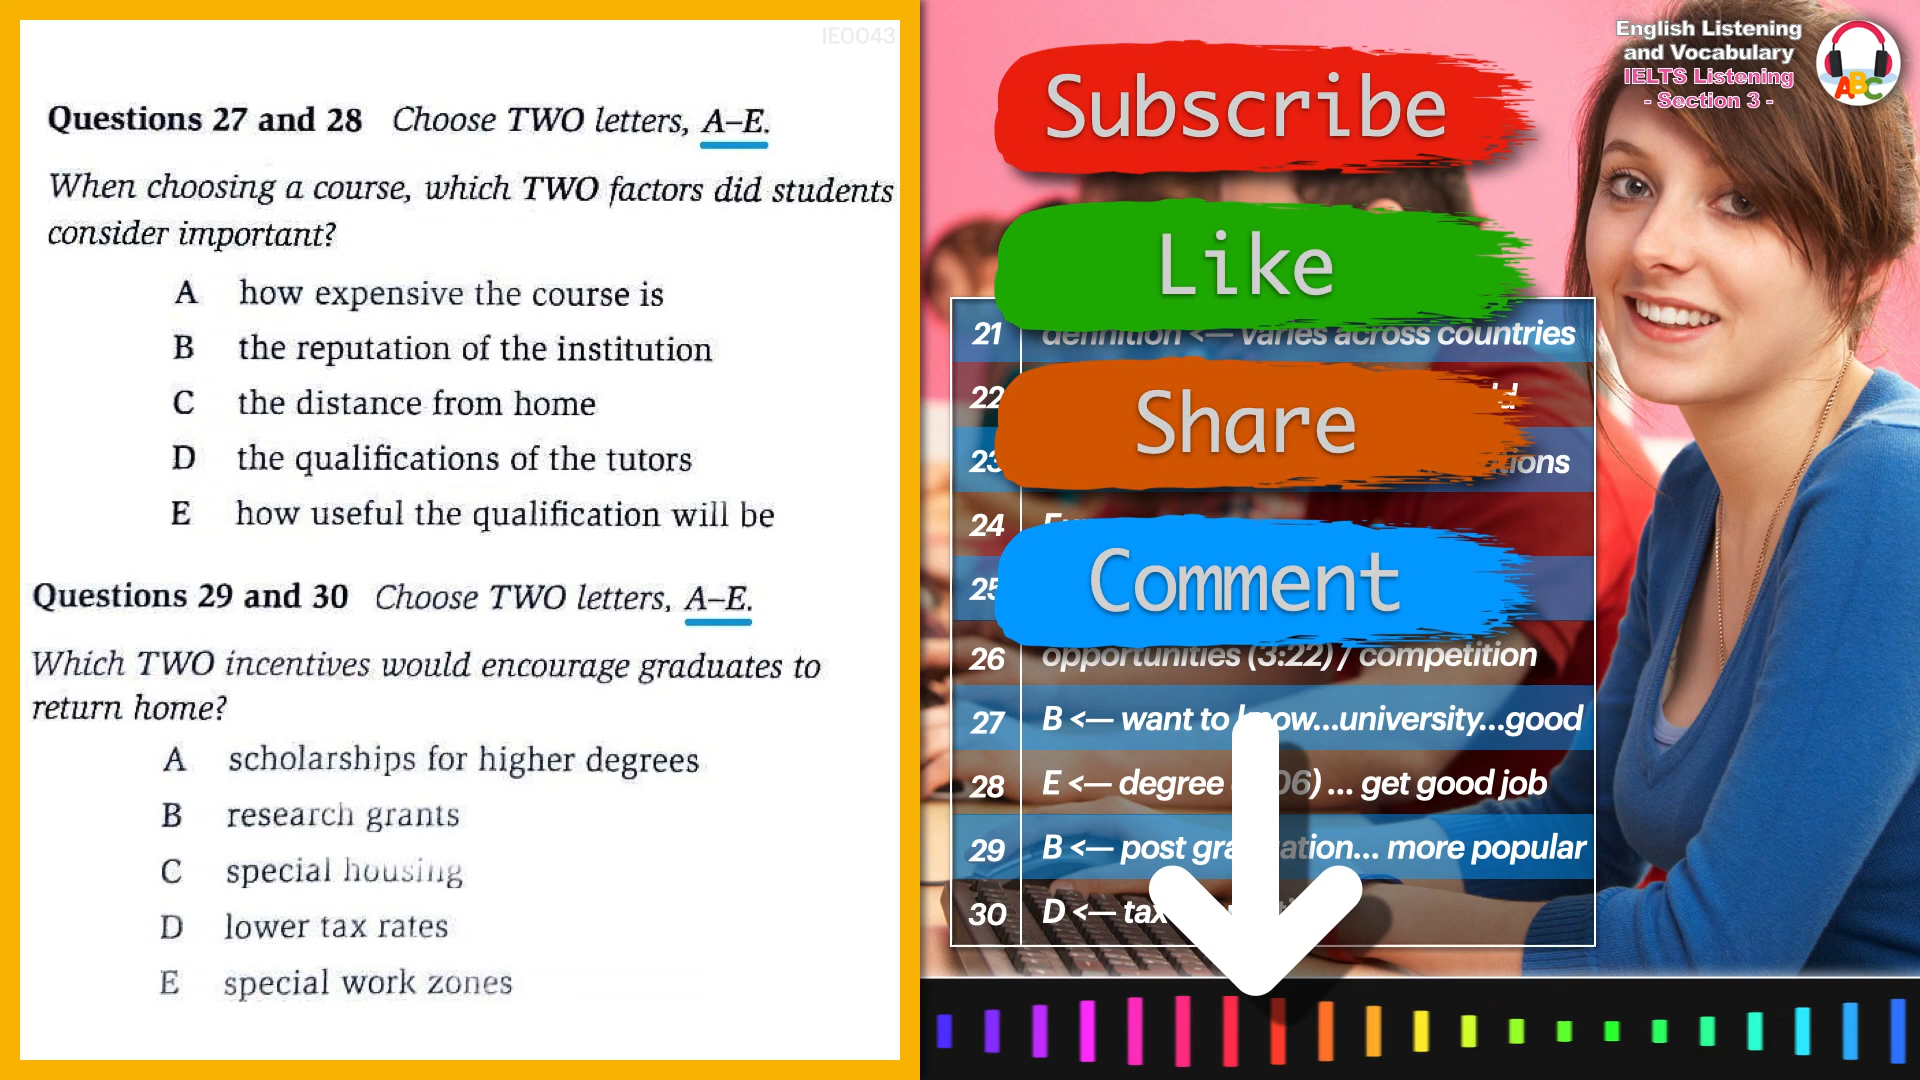 IE0043
Questions 27 and 28 Choose TWO letters, A–E.
When choosing a course, which TWO factors did students
consider important?
A how expensive the course is
B the reputation of the institution
C the distance from home
D the qualifications of the tutors
E how useful the qualification will be
Questions 29 and 30 Choose TWO letters, A–E.
Which TWO incentives would encourage graduates to
return home?
A scholarships for higher degrees
B research grants
C special housing
D lower tax rates
E special work zones
English Listening
and Vocabulary
IELTS Listening
- Section 3 -
ABC
Subscribe
Like
Share
Comment
21 definition <— varies across countries
22
23
24
25
26 opportunities (3:22) / competition
27 B <— want to know...university...good
28 E <— degree ... get good job
29 B <— post graduation... more popular
30 D <— tax